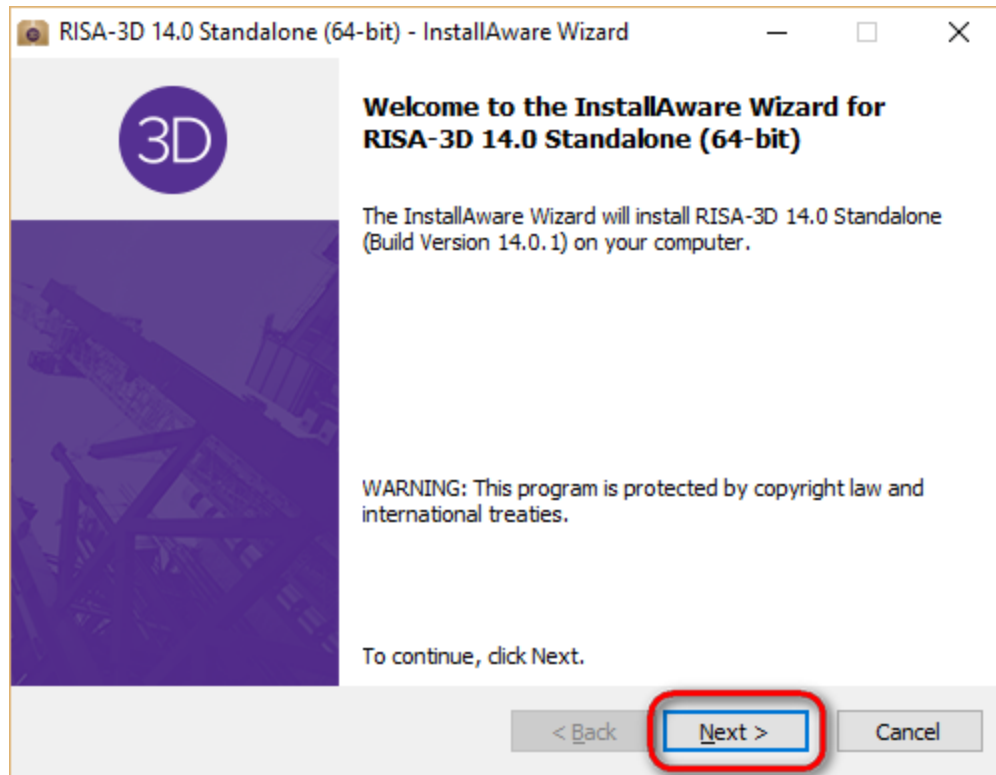 RISA-3D 14.0 Standalone (64-bit) - InstallAware Wizard
3D
Welcome to the InstallAware Wizard for
RISA-3D 14.0 Standalone (64-bit)
The InstallAware Wizard will install RISA-3D 14.0 Standalone
(Build Version 14.0.1) on your computer.
WARNING: This program is protected by copyright law and
international treaties.
To continue, click Next.
< Back Next > Cancel